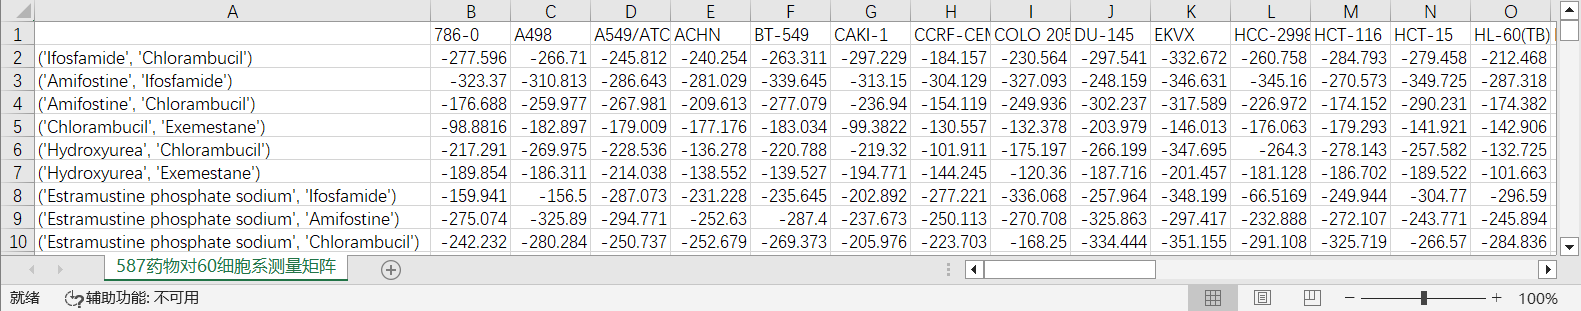 A B C D E F G H I J K L M N O
1 786-0 A498 A549/ATC ACHN BT-549 CAKI-1 CCRF-CEM COLO 205 DU-145 EKVX HCC-2998 HCT-116 HCT-15 HL-60(TB)
2 ('Ifosfamide', 'Chlorambucil') -277.596 -266.71 -245.812 -240.254 -263.311 -297.229 -184.157 -230.564 -297.541 -332.672 -260.758 -284.793 -279.458 -212.468
3 ('Amifostine', 'Ifosfamide') -323.37 -310.813 -286.643 -281.029 -339.645 -313.15 -304.129 -327.093 -248.159 -346.631 -345.16 -270.573 -349.725 -287.318
4 ('Amifostine', 'Chlorambucil') -176.688 -259.977 -267.981 -209.613 -277.079 -236.94 -154.119 -249.936 -302.237 -317.589 -226.972 -174.152 -290.231 -174.382
5 ('Chlorambucil', 'Exemestane') -98.8816 -182.897 -179.009 -177.176 -183.034 -99.3822 -130.557 -132.378 -203.979 -146.013 -176.063 -179.293 -141.921 -142.906
6 ('Hydroxyurea', 'Chlorambucil') -217.291 -269.975 -228.536 -136.278 -220.788 -219.32 -101.911 -175.197 -266.199 -347.695 -264.3 -278.143 -257.582 -132.725
7 ('Hydroxyurea', 'Exemestane') -189.854 -186.311 -214.038 -138.552 -139.527 -194.771 -144.245 -120.36 -187.716 -201.457 -181.128 -186.702 -189.522 -101.663
8 ('Estramustine phosphate sodium', 'Ifosfamide') -159.941 -156.5 -287.073 -231.228 -235.645 -202.892 -277.221 -336.068 -257.964 -348.199 -66.5169 -249.944 -304.77 -296.59
9 ('Estramustine phosphate sodium', 'Amifostine') -275.074 -325.89 -294.771 -252.63 -287.4 -237.673 -250.113 -270.708 -325.863 -297.417 -232.888 -272.107 -243.771 -245.894
10 ('Estramustine phosphate sodium', 'Chlorambucil') -242.232 -280.284 -250.737 -252.679 -269.373 -205.976 -223.703 -168.25 -334.444 -351.155 -291.108 -325.719 -266.57 -284.836
587药物对60细胞系测量矩阵
就绪 辅助功能: 不可用 100%